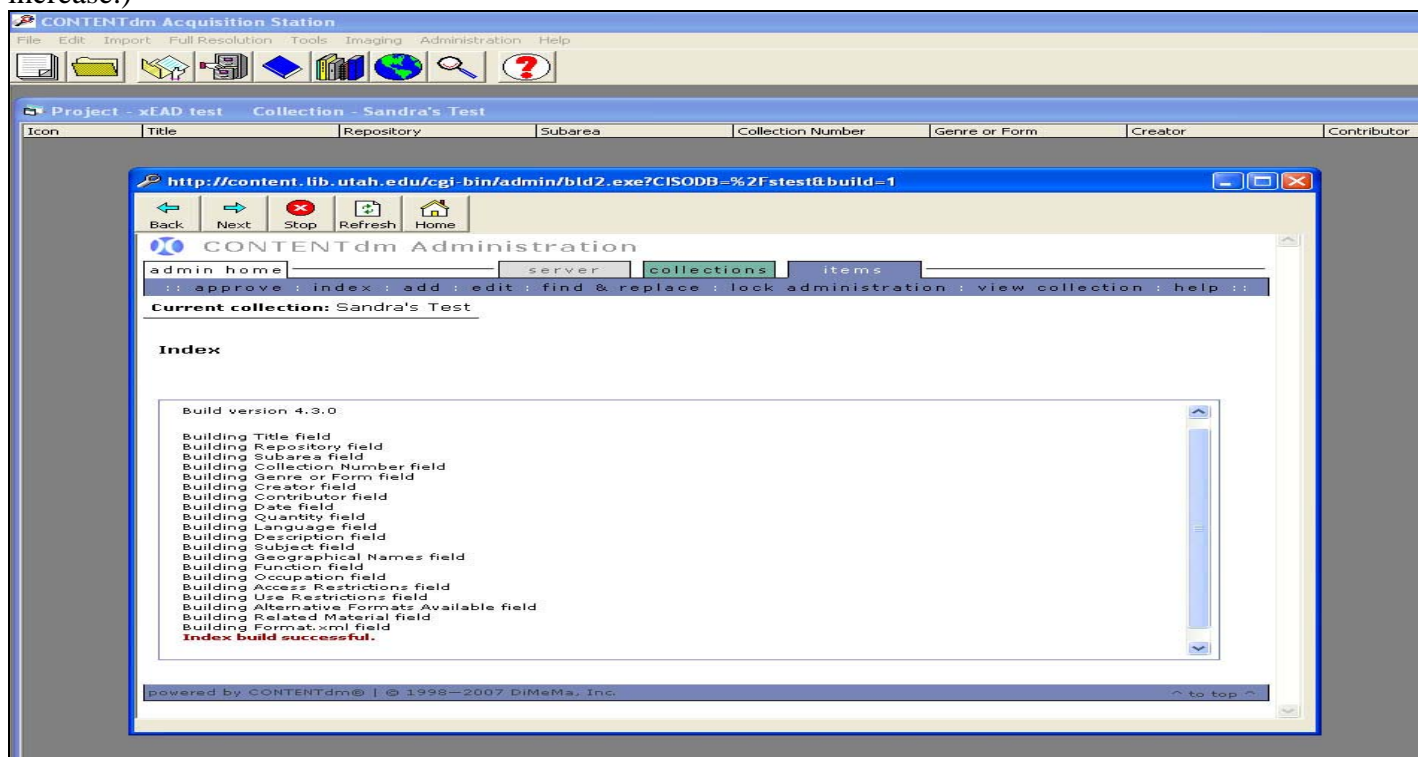 increase.)
CONTENTdm Acquisition Station
File Edit Import Full Resolution Tools Imaging Administration Help
Project - xEAD test Collection - Sandra's Test
Icon Title Repository Subarea Collection Number Genre or Form Creator Contributor
http://content.lib.utah.edu/cgi-bin/admin/bld2.exe?CISODB=%2Fstest&build=1
Back Next Stop Refresh Home
CONTENTdm Administration
admin home server collections items
:: approve : index : add : edit : find & replace : lock administration : view collection : help ::
Current collection: Sandra's Test
Index
Build version 4.3.0
Building Title field
Building Repository field
Building Subarea field
Building Collection Number field
Building Genre or Form field
Building Creator field
Building Contributor field
Building Date field
Building Quantity field
Building Language field
Building Description field
Building Subject field
Building Geographical Names field
Building Function field
Building Occupation field
Building Access Restrictions field
Building Use Restrictions field
Building Alternative Formats Available field
Building Related Material field
Building Format.xml field
Index build successful.
powered by CONTENTdm® | © 1998—2007 DiMeMa, Inc. ^ to top ^